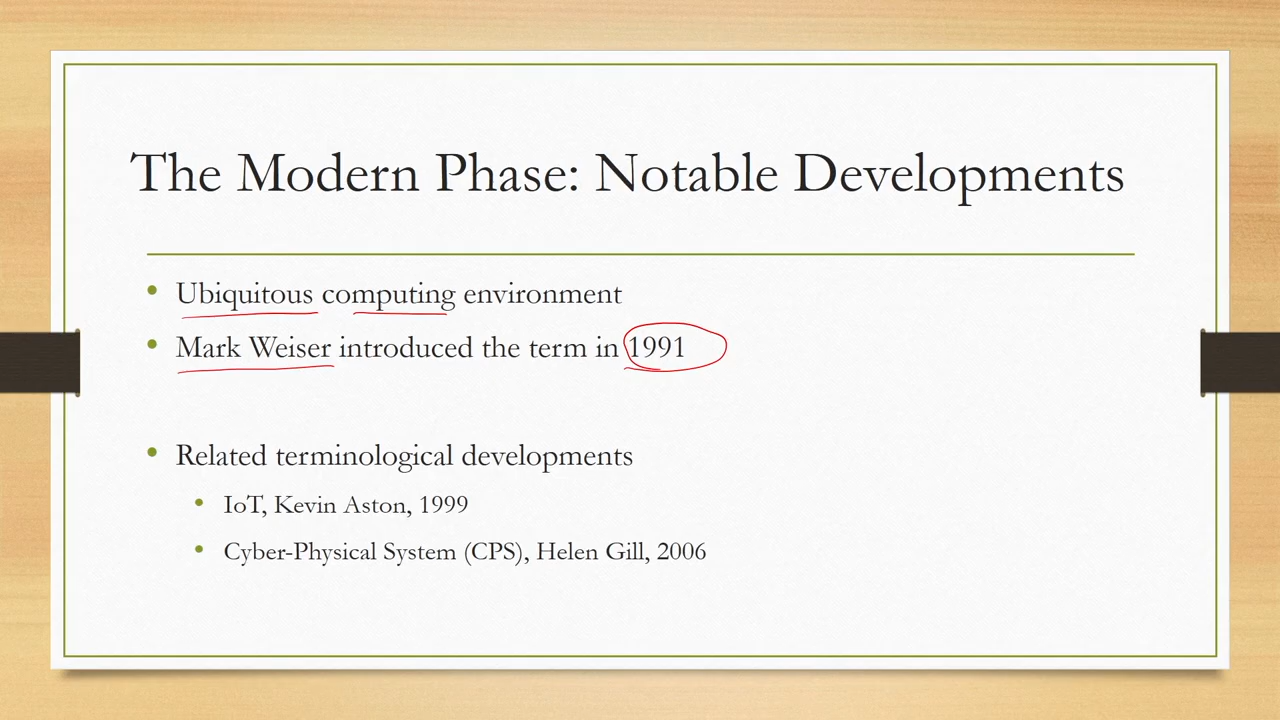 The Modern Phase: Notable Developments
• Ubiquitous computing environment
• Mark Weiser introduced the term in 1991
• Related terminological developments
• IoT, Kevin Aston, 1999
• Cyber-Physical System (CPS), Helen Gill, 2006